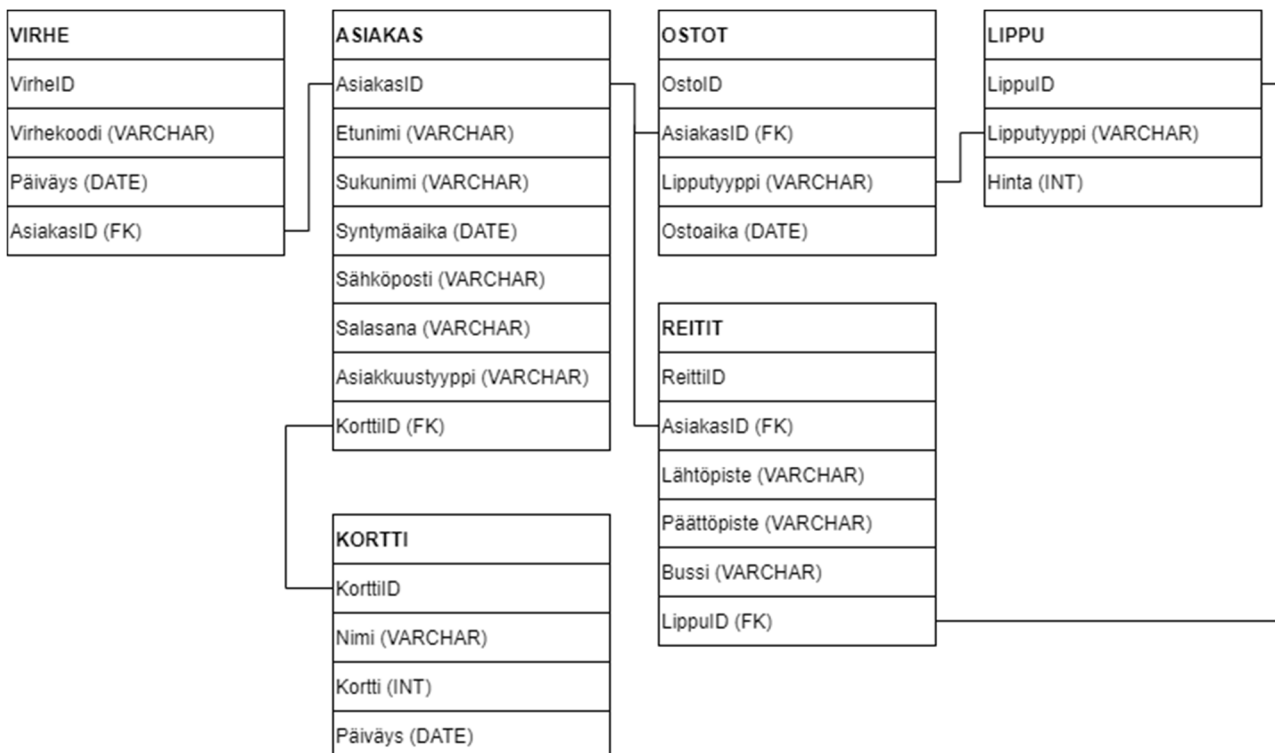 VIRHE
VirheID
Virhekoodi (VARCHAR)
Päiväys (DATE)
AsiakasID (FK)
ASIAKAS
AsiakasID
Etunimi (VARCHAR)
Sukunimi (VARCHAR)
Syntymäaika (DATE)
Sähköposti (VARCHAR)
Salasana (VARCHAR)
Asiakkuustyyppi (VARCHAR)
KorttiID (FK)
KORTTI
KorttiID
Nimi (VARCHAR)
Kortti (INT)
Päiväys (DATE)
OSTOT
OstoID
AsiakasID (FK)
Lipputyyppi (VARCHAR)
Ostoaika (DATE)
REITIT
ReittiID
AsiakasID (FK)
Lähtöpiste (VARCHAR)
Päättöpiste (VARCHAR)
Bussi (VARCHAR)
LippuID (FK)
LIPPU
LippuID
Lipputyyppi (VARCHAR)
Hinta (INT)